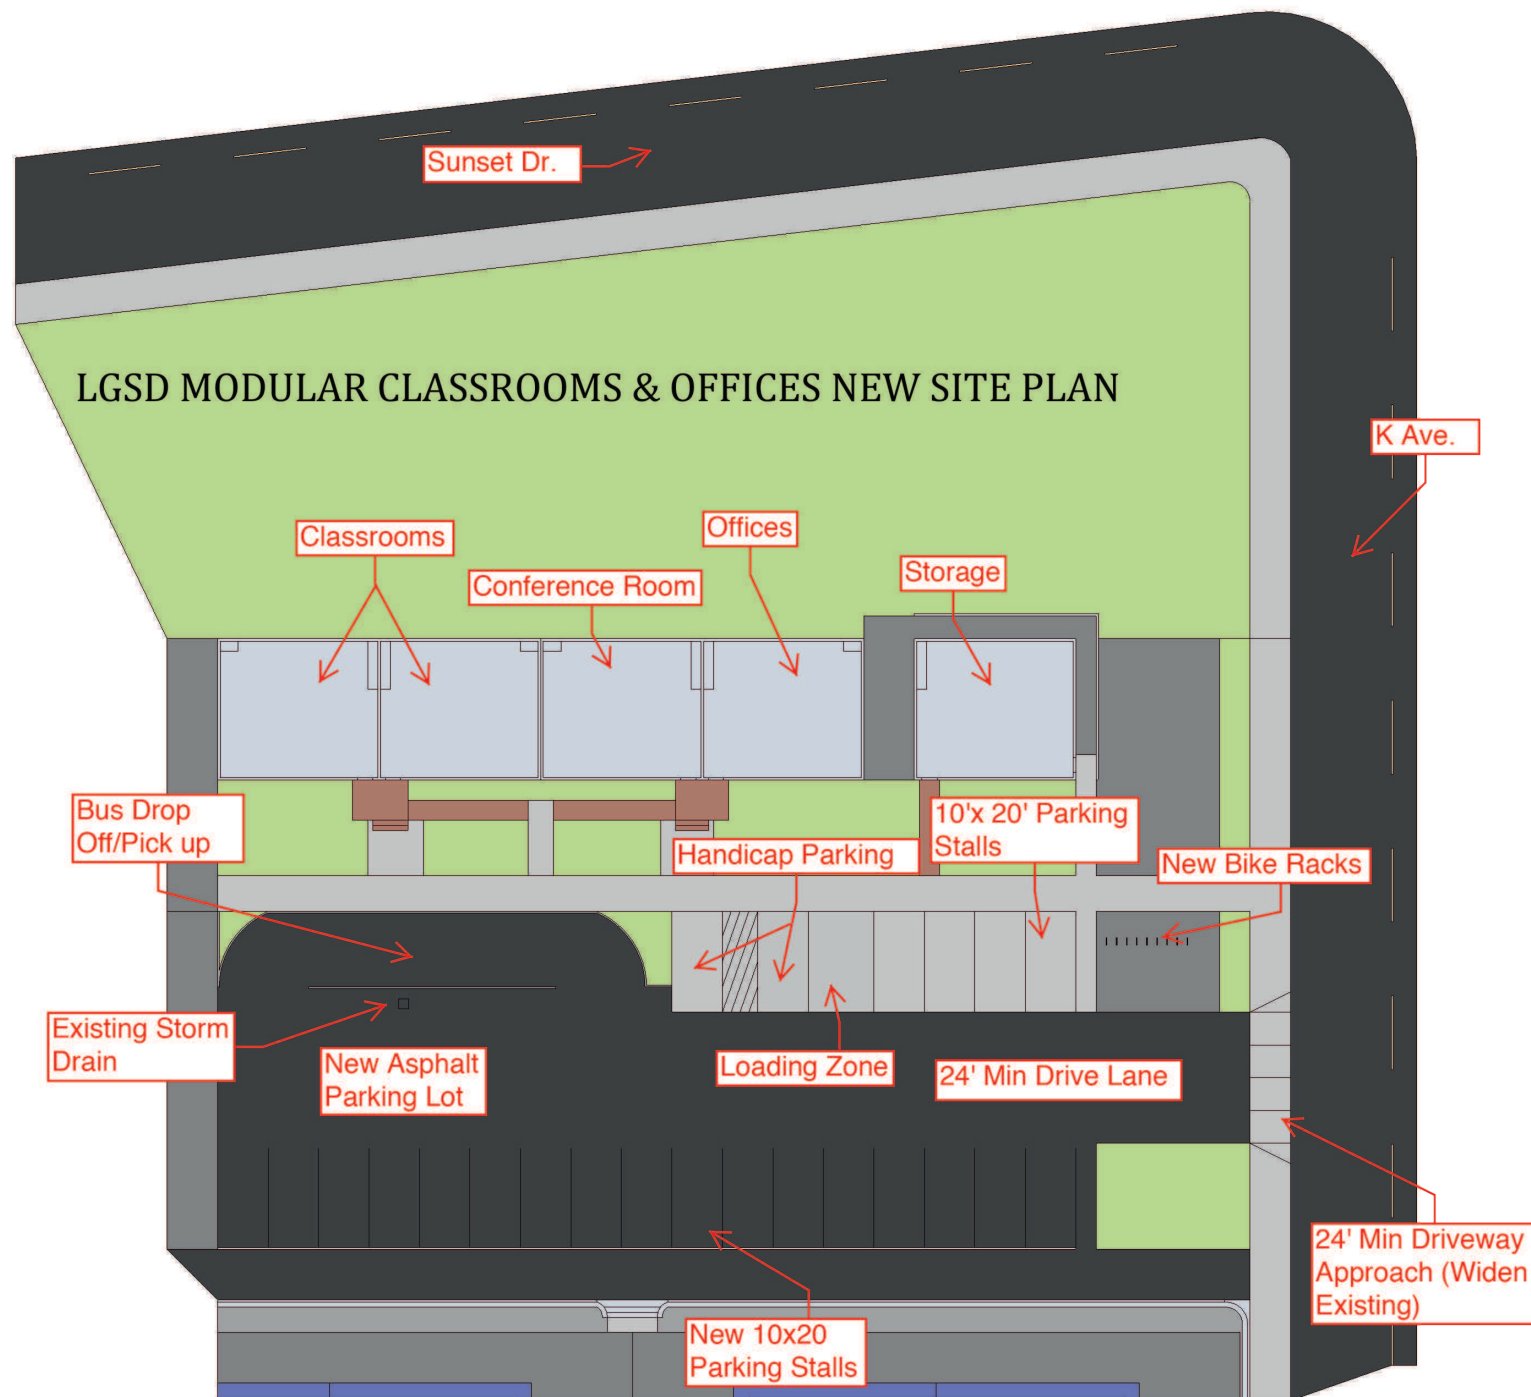 Sunset Dr.
LGSD MODULAR CLASSROOMS & OFFICES NEW SITE PLAN
K Ave.
Classrooms
Offices
Conference Room
Storage
Bus Drop
Off/Pick up
10'x 20' Parking
Stalls
Handicap Parking
New Bike Racks
Existing Storm
Drain
New Asphalt
Parking Lot
Loading Zone
24' Min Drive Lane
24' Min Driveway
Approach (Widen
Existing)
New 10x20
Parking Stalls